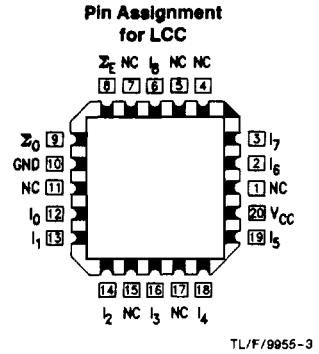 Pin Assignment
for LCC
ΣE NC I8 NC NC
8 7 6 5 4
ΣO 9
GND 10
NC 11
I0 12
I1 13
3 I7
2 I6
1 NC
20 VCC
19 I5
14 15 16 17 18
I2 NC I3 NC I4
TL/F/9955-3